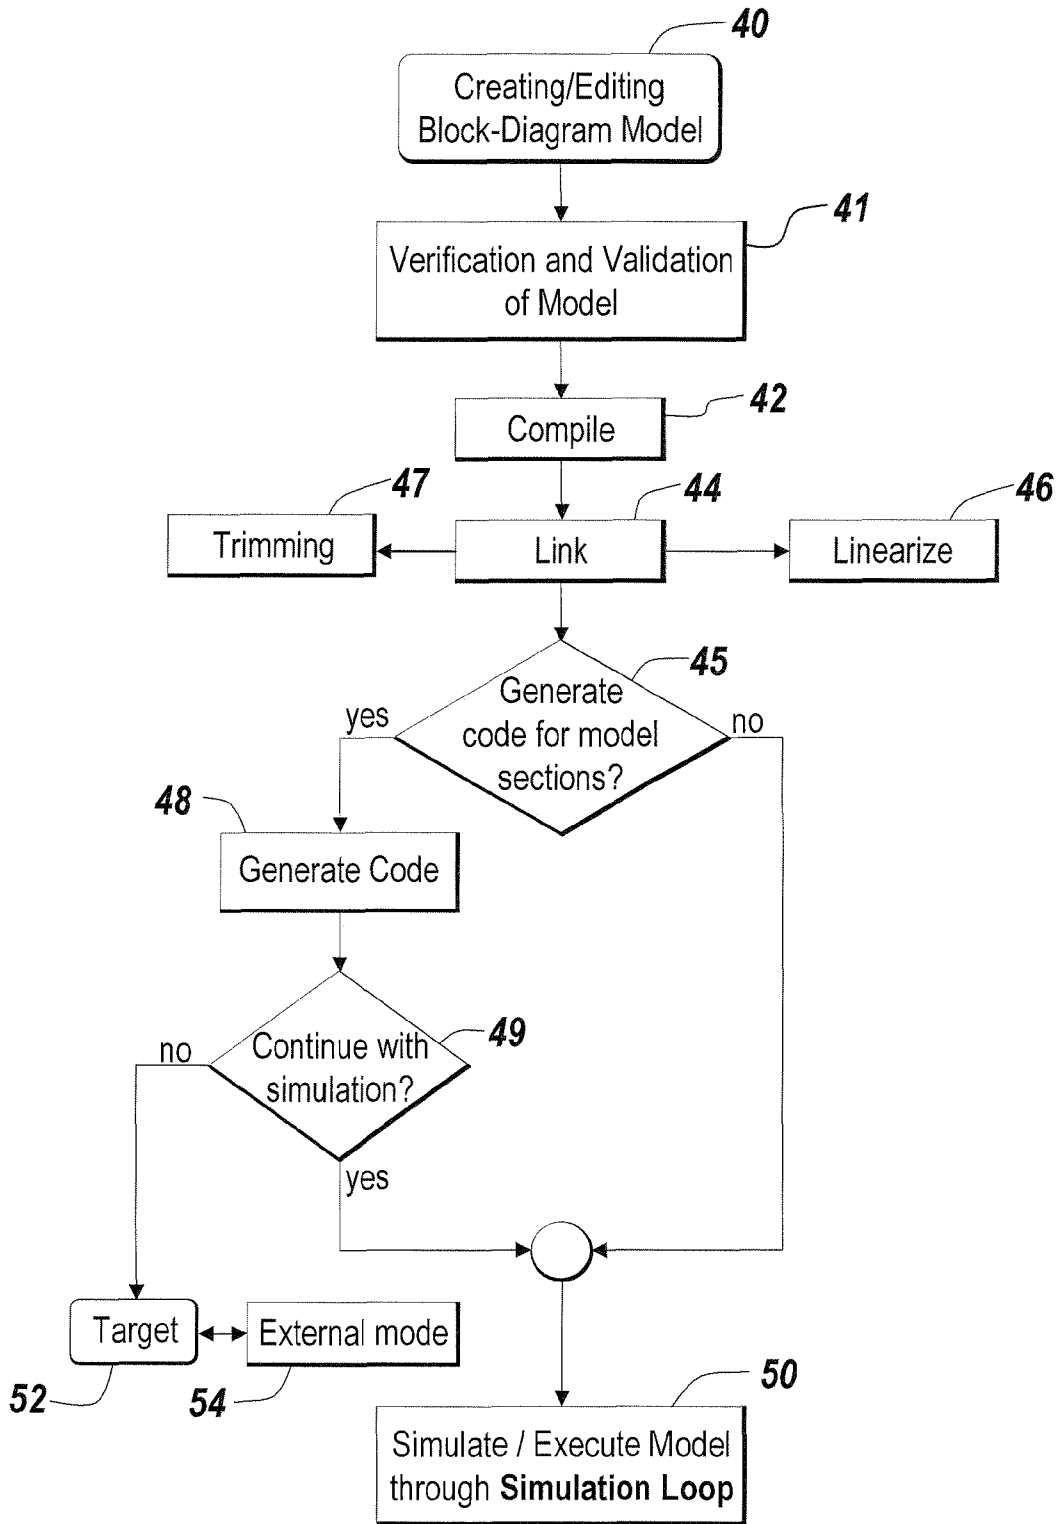 40
Creating/Editing
Block-Diagram Model
41
Verification and Validation
of Model
42
Compile
47
44
46
Trimming
Link
Linearize
45
Generate
code for model
sections?
yes
no
48
Generate Code
49
Continue with
simulation?
no
yes
Target
External mode
52
54
50
Simulate / Execute Model
through Simulation Loop